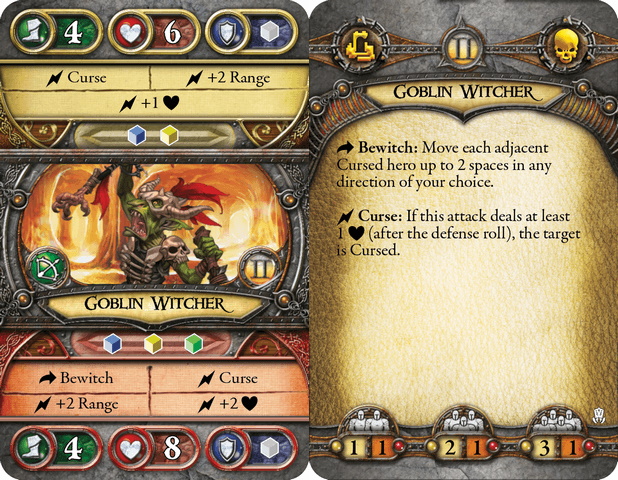 4 6
Curse +2 Range
+1
GOBLIN WITCHER
II
Bewitch Curse
+2 Range +2
4 8
II
GOBLIN WITCHER
Bewitch: Move each adjacent
Cursed hero up to 2 spaces in any
direction of your choice.
Curse: If this attack deals at least
1 (after the defense roll), the target
is Cursed.
1 1 2 1 3 1